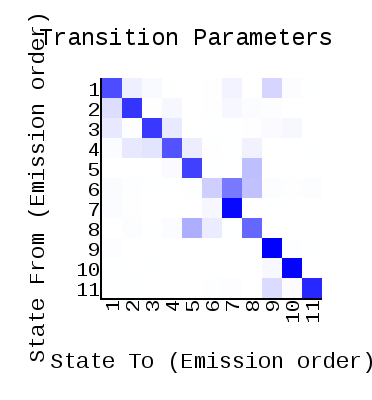 Transition Parameters
State From (Emission order)
1
2
3
4
5
6
7
8
9
10
11
1 2 3 4 5 6 7 8 9 10 11
State To (Emission order)